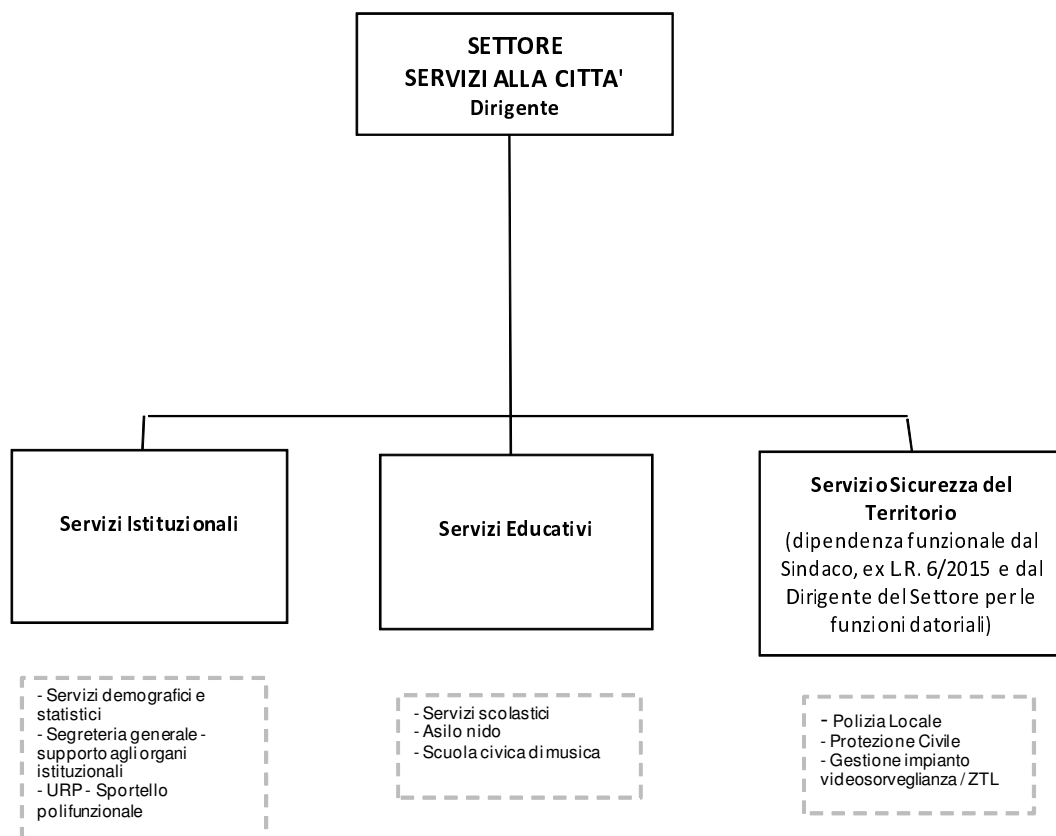 SETTORE
SERVIZI ALLA CITTA'
Dirigente
Servizi Istituzionali
Servizi Educativi
Servizio Sicurezza del
Territorio
(dipendenza funzionale dal
Sindaco, ex L.R. 6/2015 e dal
Dirigente del Settore per le
funzioni datoriali)
- Servizi demografici e
statistici
- Segreteria generale -
supporto agli organi
istituzionali
- URP - Sportello
polifunzionale
- Servizi scolastici
- Asilo nido
- Scuola civica di musica
- Polizia Locale
- Protezione Civile
- Gestione impianto
videosorveglianza / ZTL